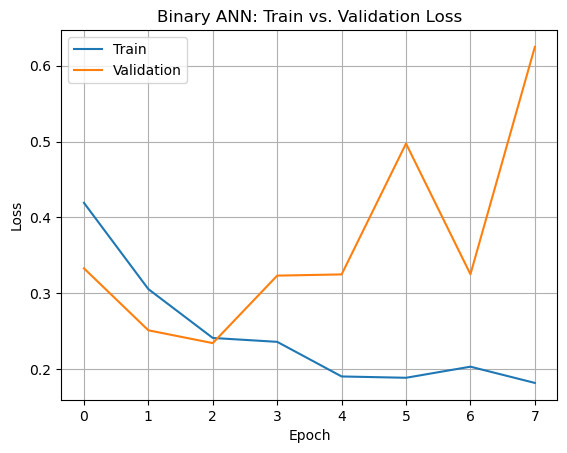 Binary ANN: Train vs. Validation Loss
Train
Validation
0.6
0.5
0.4
0.3
0.2
Loss
0 1 2 3 4 5 6 7
Epoch